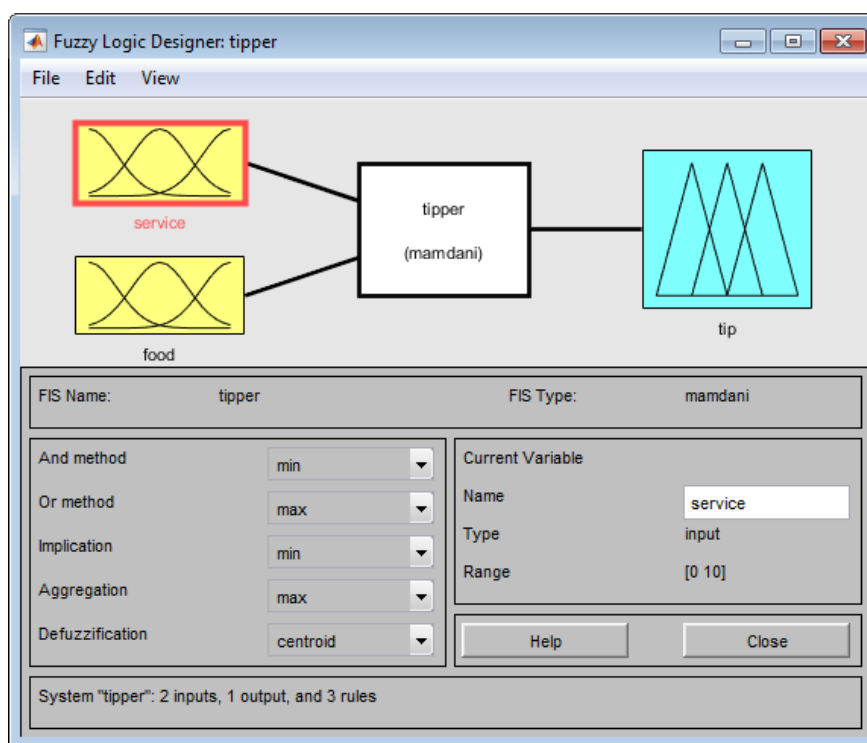 Fuzzy Logic Designer: tipper
File Edit View
service
food
tipper
(mamdani)
tip
FIS Name: tipper FIS Type: mamdani
And method min
Or method max
Implication min
Aggregation max
Defuzzification centroid
Current Variable
Name service
Type input
Range [0 10]
Help Close
System "tipper": 2 inputs, 1 output, and 3 rules